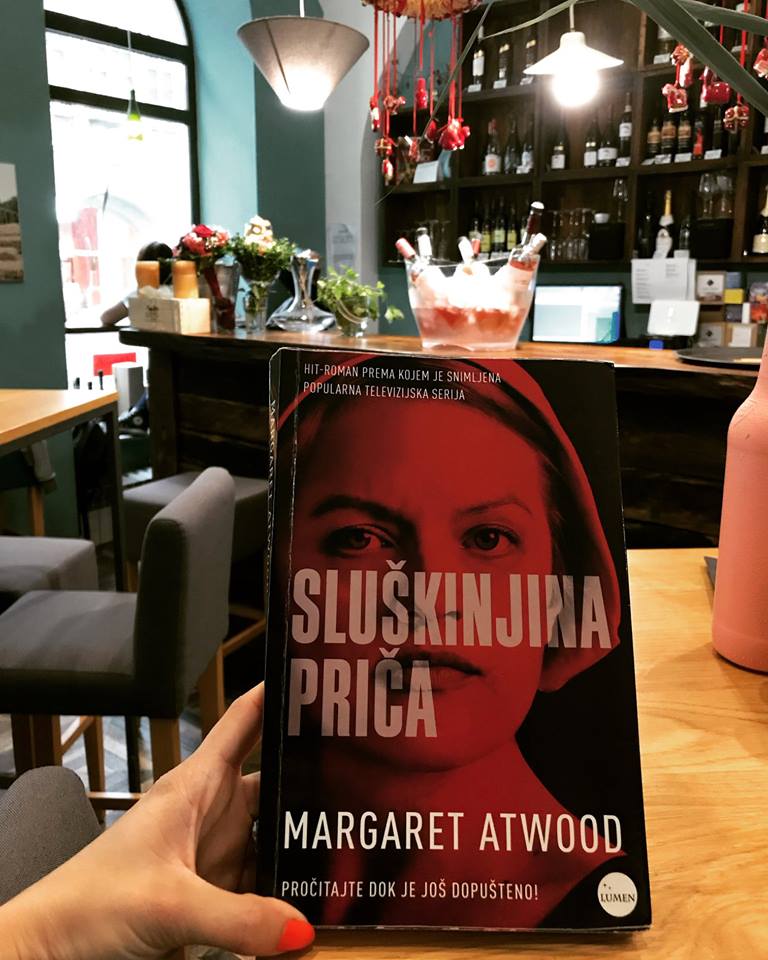 HIT-ROMAN PREMA KOJEM JE SNIMLJENA
POPULARNA TELEVIZIJSKA SERIJA
SLUŠKINJINA
PRIČA
MARGARET ATWOOD
PROČITAJTE DOK JE JOŠ DOPUŠTENO!
LUMEN